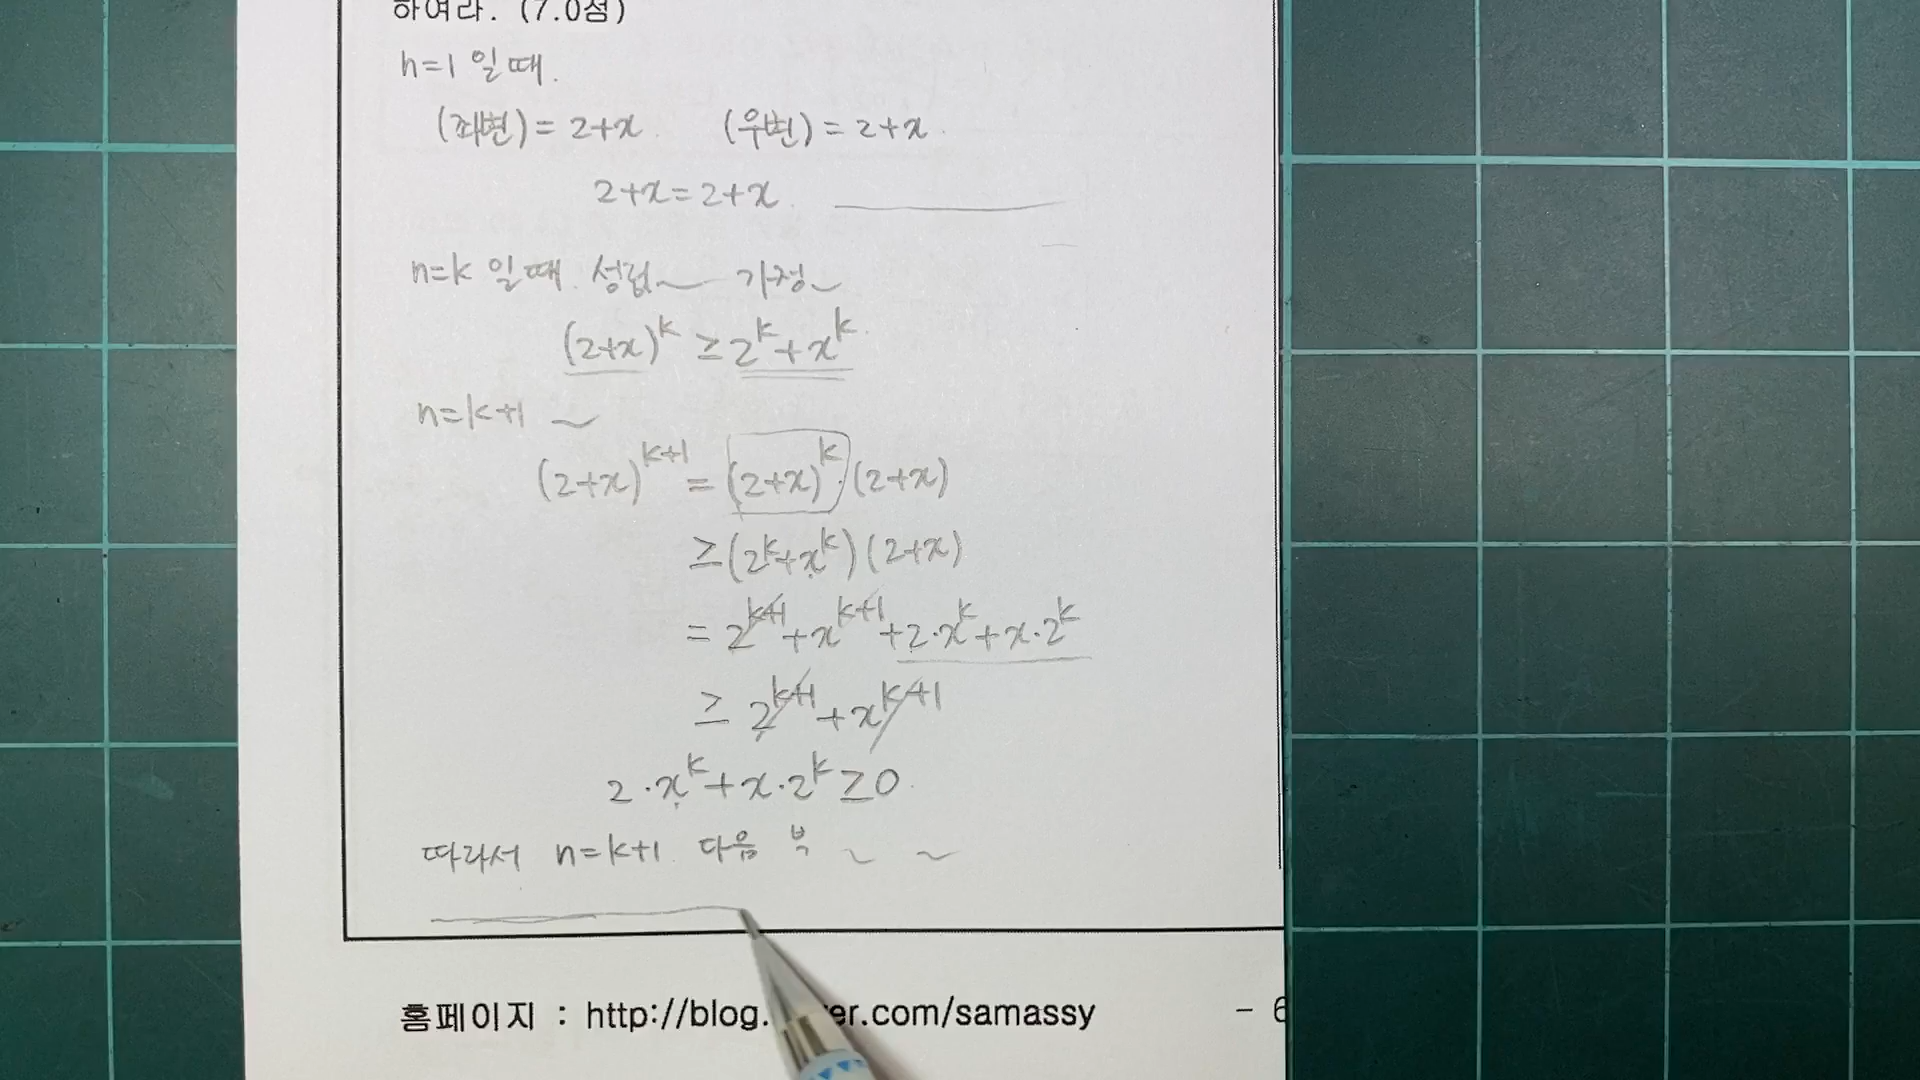 하여라. (7.0점)
n=1 일때.
(좌변) = 2+x (우변) = 2+x.
2+x=2+x.
n=k 일때 성립~ 가정~
(2+x)^k ≥ 2^k+x^k.
n=k+1 ~
(2+x)^{k+1} = (2+x)^k·(2+x)
≥(2^k+x^k)(2+x)
= 2^{k+1}+x^{k+1}+2·x^k+x·2^k
≥ 2^{k+1}+x^{k+1}
2·x^k+x·2^k≥0.
따라서 n=k+1 다음 부 ~ ~
홈페이지 : http://blog. er.com/samassy
- 6